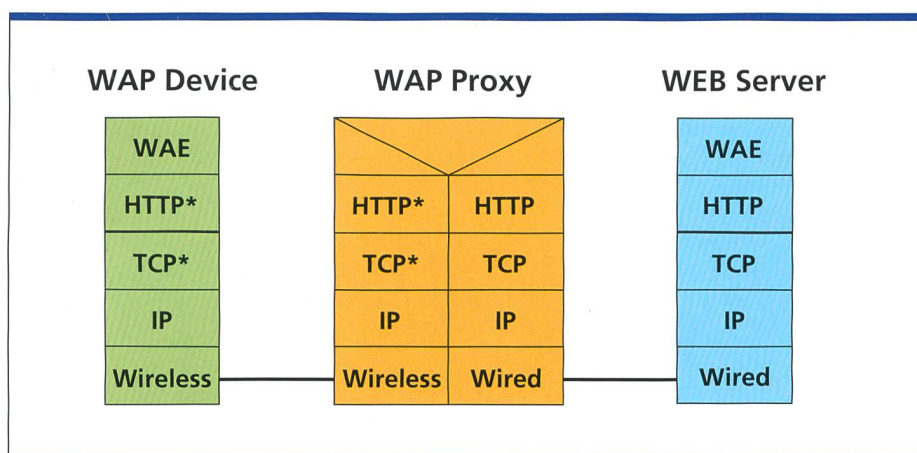 WAP Device
WAP Proxy
WEB Server
WAE
WAE
HTTP*
HTTP*
HTTP
HTTP
TCP*
TCP*
TCP
TCP
IP
IP
IP
IP
Wireless
Wireless
Wired
Wired